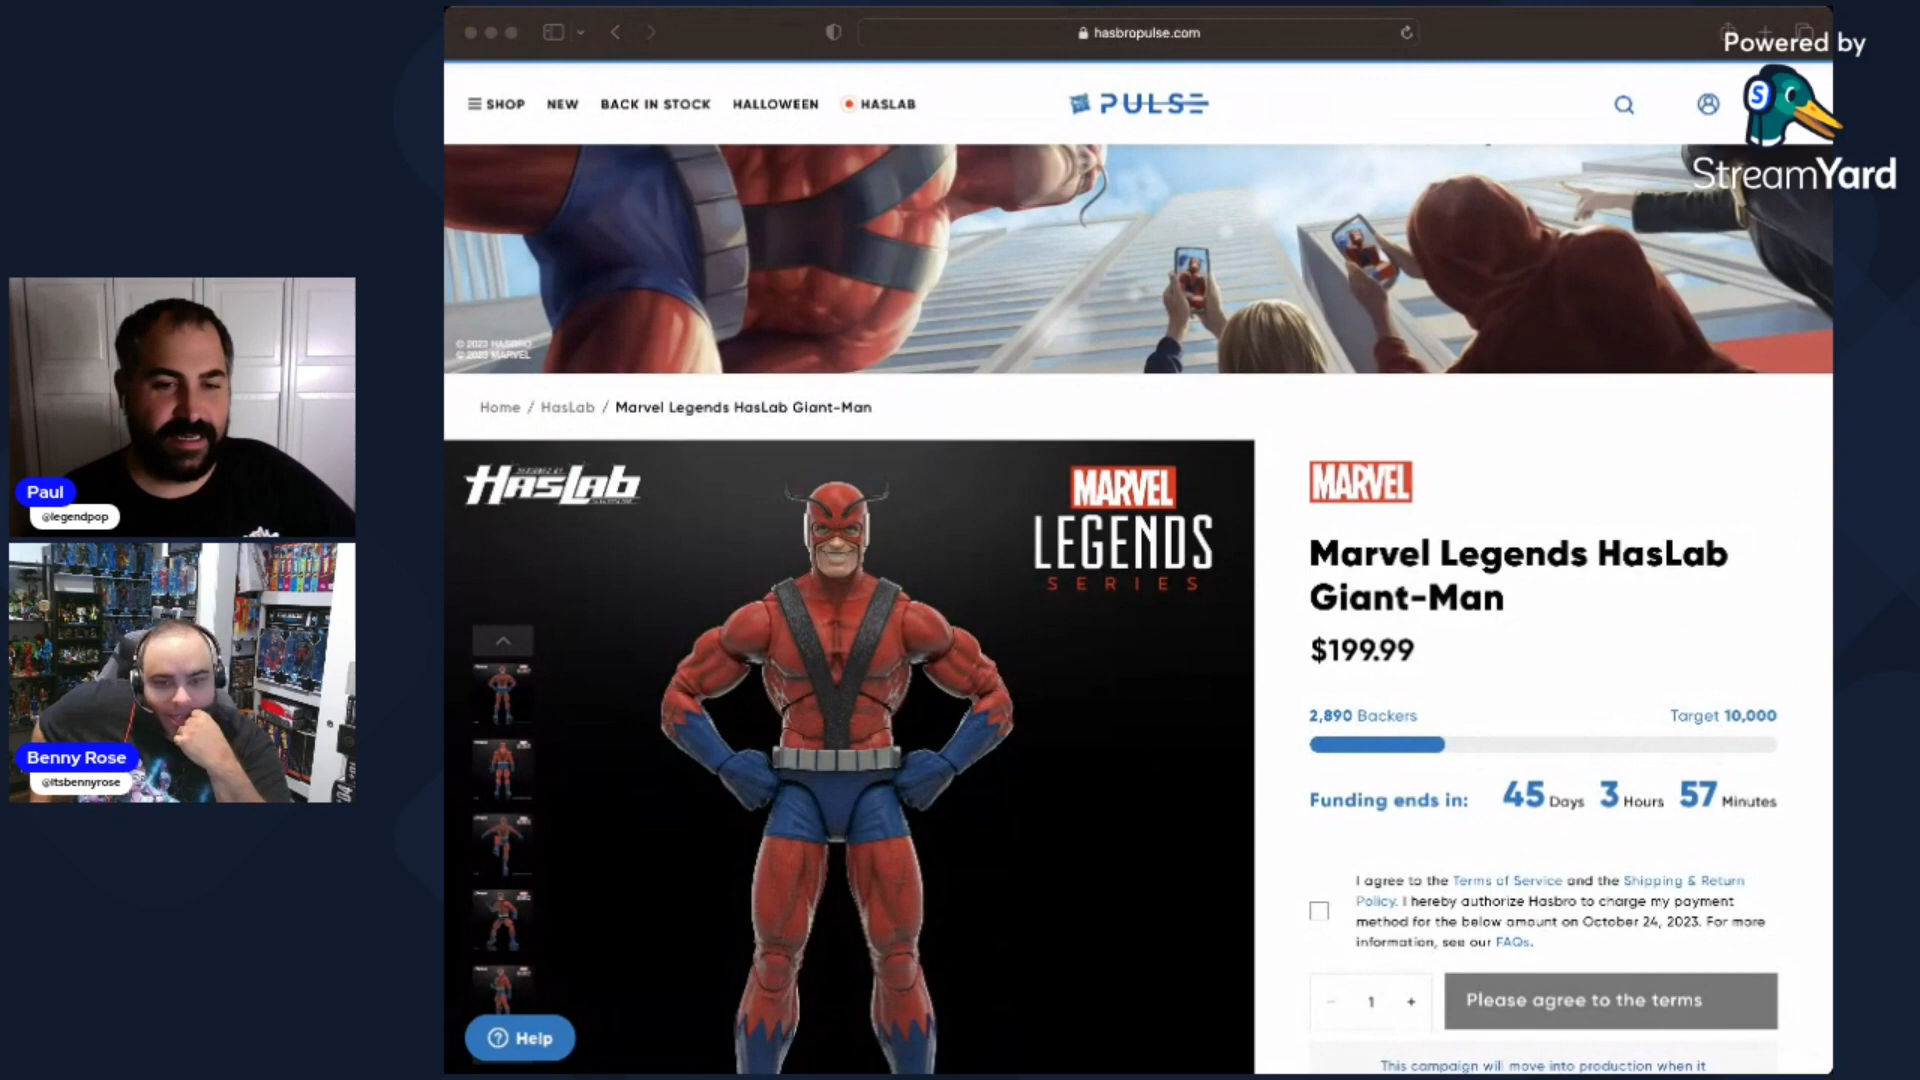 hasbropulse.com
Powered by
StreamYard
SHOP NEW BACK IN STOCK HALLOWEEN HASLAB
PULSE
© 2023 HASBRO
© 2023 MARVEL
Home / HasLab / Marvel Legends HasLab Giant-Man
HASLAB
MARVEL
LEGENDS
SERIES
MARVEL
Marvel Legends HasLab
Giant-Man
$199.99
2,890 Backers Target 10,000
Funding ends in: 45 Days 3 Hours 57 Minutes
I agree to the Terms of Service and the Shipping & Return
Policy. I hereby authorize Hasbro to charge my payment
method for the below amount on October 24, 2023. For more
information, see our FAQs.
− 1 +
Please agree to the terms
This campaign will move into production when it
Help
Paul
@legendpop
Benny Rose
@itsbennyrose